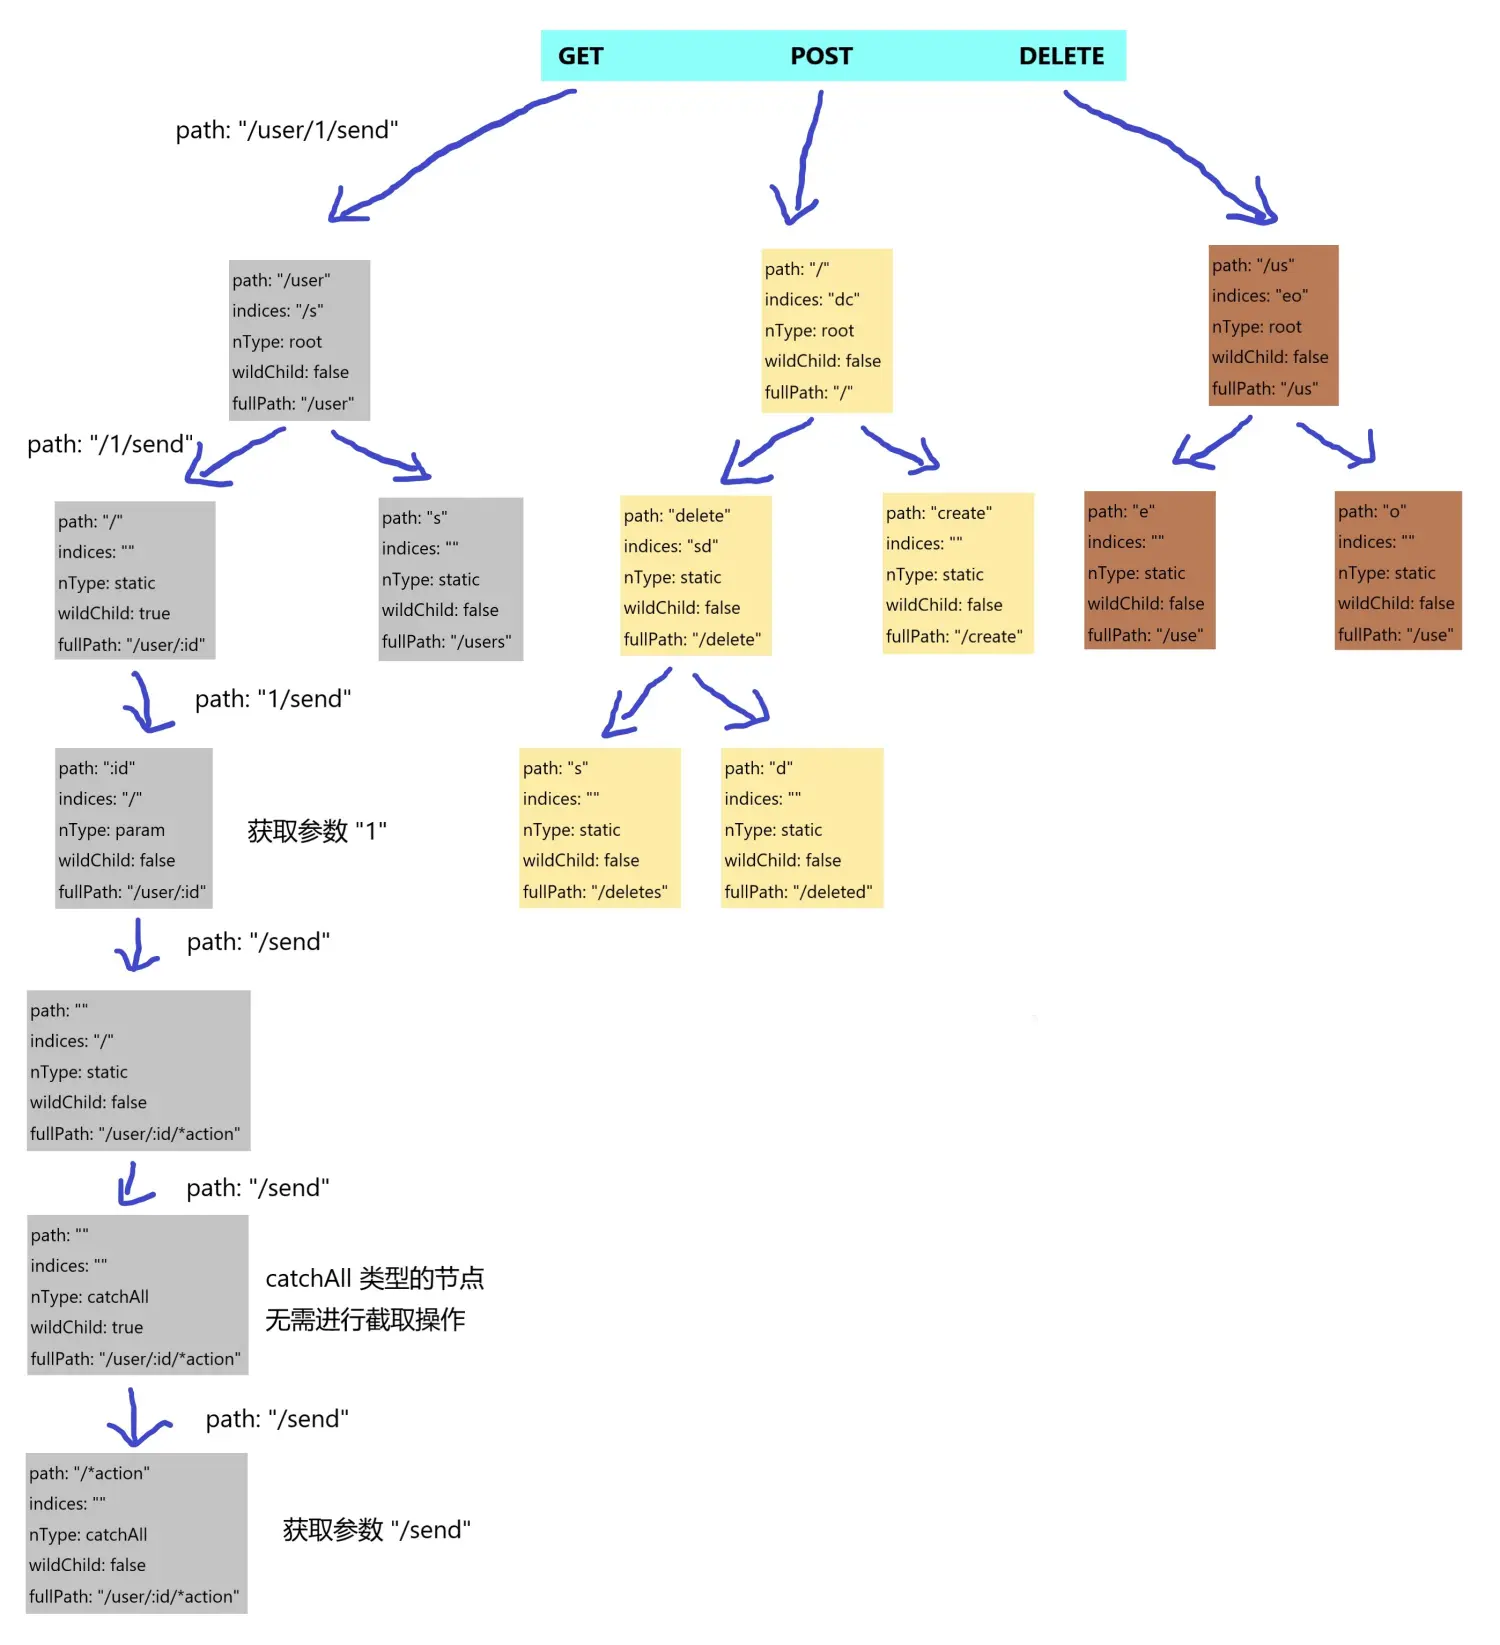 GET POST DELETE
path: "/user/1/send"
path: "/user"
indices: "/s"
nType: root
wildChild: false
fullPath: "/user"
path: "/"
indices: "dc"
nType: root
wildChild: false
fullPath: "/"
path: "/us"
indices: "eo"
nType: root
wildChild: false
fullPath: "/us"
path: "/1/send"
path: "/"
indices: ""
nType: static
wildChild: true
fullPath: "/user/:id"
path: "s"
indices: ""
nType: static
wildChild: false
fullPath: "/users"
path: "delete"
indices: "sd"
nType: static
wildChild: false
fullPath: "/delete"
path: "create"
indices: ""
nType: static
wildChild: false
fullPath: "/create"
path: "e"
indices: ""
nType: static
wildChild: false
fullPath: "/use"
path: "o"
indices: ""
nType: static
wildChild: false
fullPath: "/use"
path: "1/send"
path: ":id"
indices: "/"
nType: param
wildChild: false
fullPath: "/user/:id"
获取参数 "1"
path: "s"
indices: ""
nType: static
wildChild: false
fullPath: "/deletes"
path: "d"
indices: ""
nType: static
wildChild: false
fullPath: "/deleted"
path: "/send"
path: ""
indices: "/"
nType: static
wildChild: false
fullPath: "/user/:id/*action"
path: "/send"
path: ""
indices: ""
nType: catchAll
wildChild: true
fullPath: "/user/:id/*action"
catchAll 类型的节点
无需进行截取操作
path: "/send"
path: "/*action"
indices: ""
nType: catchAll
wildChild: false
fullPath: "/user/:id/*action"
获取参数 "/send"